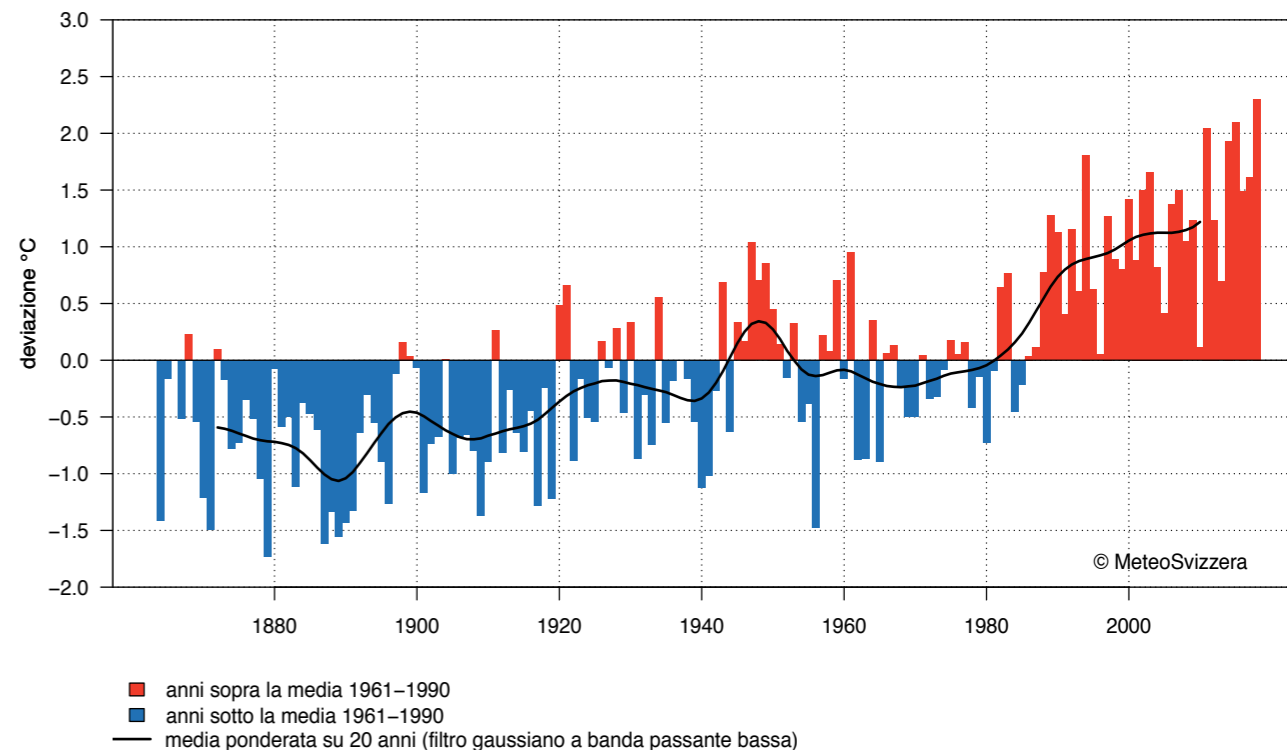 3.0
2.5
2.0
1.5
1.0
0.5
0.0
−0.5
−1.0
−1.5
−2.0
deviazione °C
© MeteoSvizzera
1880 1900 1920 1940 1960 1980 2000
anni sopra la media 1961−1990
anni sotto la media 1961−1990
media ponderata su 20 anni (filtro gaussiano a banda passante bassa)